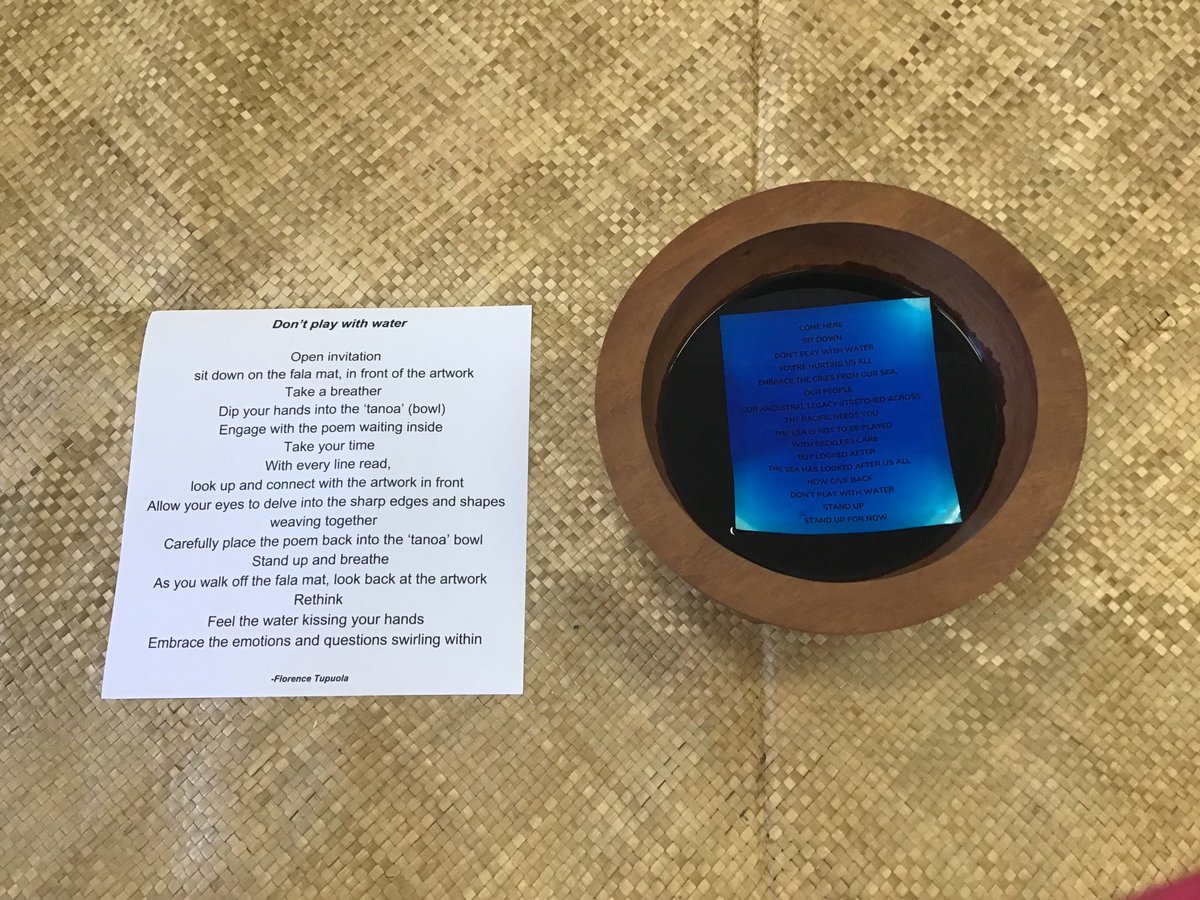 Don't play with water
Open invitation
sit down on the fala mat, in front of the artwork
Take a breather
Dip your hands into the 'tanoa' (bowl)
Engage with the poem waiting inside
Take your time
With every line read,
look up and connect with the artwork in front
Allow your eyes to delve into the sharp edges and shapes
weaving together
Carefully place the poem back into the 'tanoa' bowl
Stand up and breathe
As you walk off the fala mat, look back at the artwork
Rethink
Feel the water kissing your hands
Embrace the emotions and questions swirling within
-Florence Tupuola
COME HERE
SIT DOWN
DON'T PLAY WITH WATER
YOU'RE HURTING US ALL
EMBRACE THE CRIES FROM OUR SEA,
OUR PEOPLE
OUR ANCESTRAL LEGACY STRETCHED ACROSS
THE PACIFIC NEEDS YOU
THE SEA IS NOT TO BE PLAYED
WITH RECKLESS CARE
BUT LOOKED AFTER
THE SEA HAS LOOKED AFTER US ALL
NOW GIVE BACK
DON'T PLAY WITH WATER
STAND UP
STAND UP FOR NOW